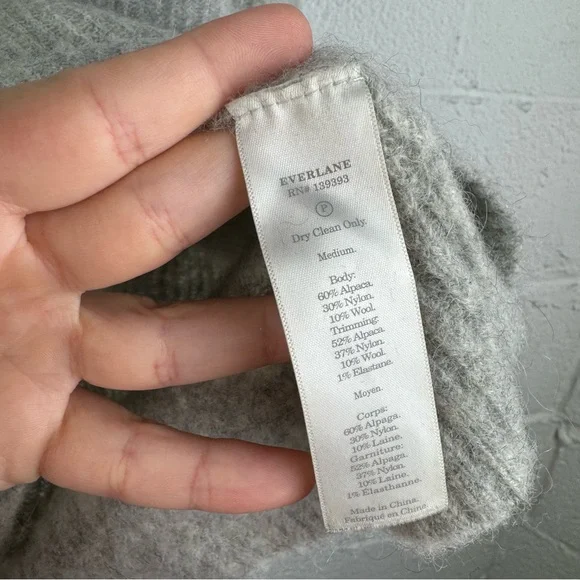 EVERLANE
RN# 139393
P
Dry Clean Only.
Medium.
Body:
60% Alpaca.
30% Nylon.
10% Wool.
Trimming:
52% Alpaca.
37% Nylon.
10% Wool.
1% Elastane.
Moyen.
Corps:
60% Alpaga.
30% Nylon.
10% Laine.
Garniture:
52% Alpaga.
37% Nylon.
10% Laine.
1% Elasthanne.
Made in China.
Fabriqué en Chine